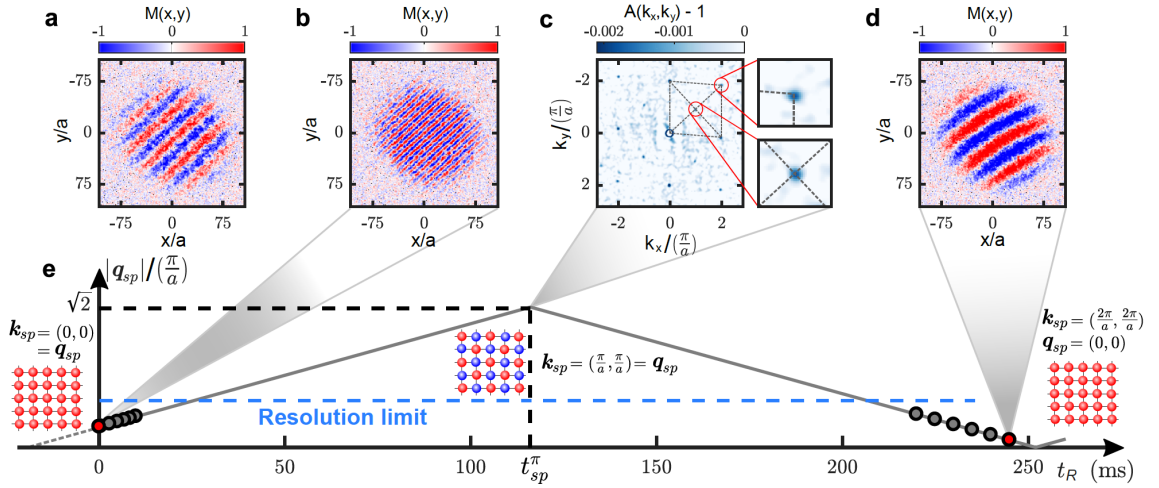 a
M(x,y)
-1 0 1
y/a
-75
0
75
-75 0 75
x/a
b
M(x,y)
-1 0 1
y/a
-75
0
75
-75 0 75
x/a
c
A(kx,ky) - 1
-0.002 -0.001 0
ky/(π/a)
-2
0
2
-2 0 2
kx/(π/a)
d
M(x,y)
-1 0 1
y/a
-75
0
75
-75 0 75
x/a
e
|qsp|/(π/a)
√2
ksp = (0, 0)
= qsp
ksp = (π/a, π/a) = qsp
ksp = (2π/a, 2π/a)
qsp = (0, 0)
Resolution limit
0 50 100 t^π_sp 150 200 250 tR (ms)